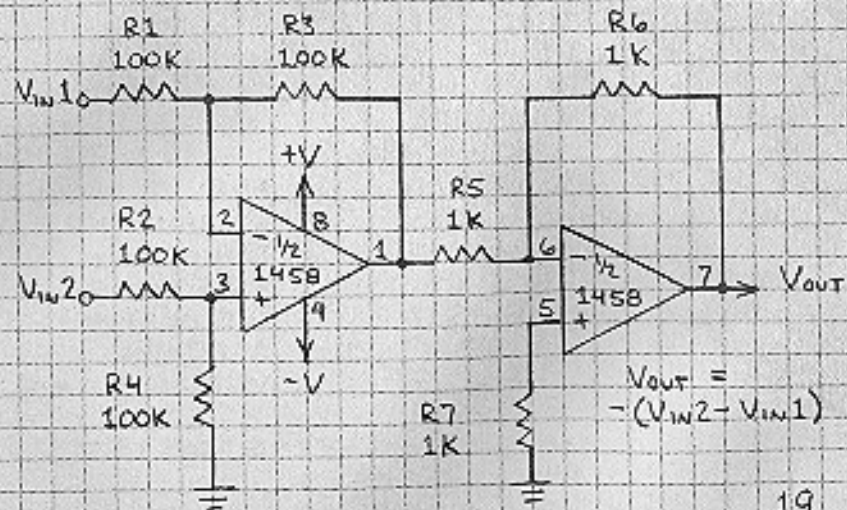 R1
100K
R3
100K
R6
1K
VIN1
+V
8
2
- 1/2
1458
+
1
R5
1K
R2
100K
VIN2
3
4
-V
6
- 1/2
1458
+
7
VOUT
5
R4
100K
R7
1K
VOUT =
-(VIN2-VIN1)
19